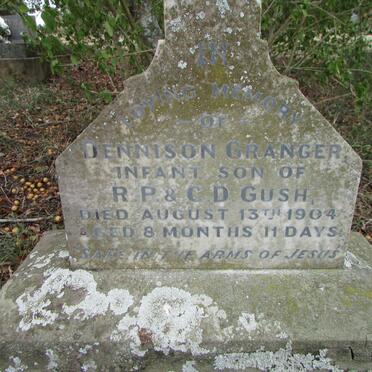 IN
LOVING MEMORY
— OF —
DENNISON GRANGER
INFANT SON OF
R.P. & C.D. GUSH,
DIED AUGUST 13TH 1904
AGED 8 MONTHS 11 DAYS.
SAFE IN THE ARMS OF JESUS